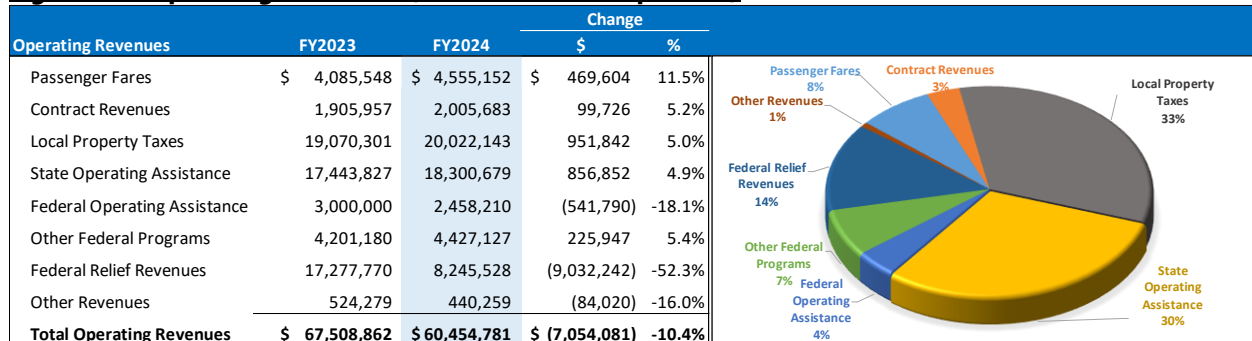 Change
Operating Revenues FY2023 FY2024 $ %
Passenger Fares $ 4,085,548 $ 4,555,152 $ 469,604 11.5%
Contract Revenues 1,905,957 2,005,683 99,726 5.2%
Local Property Taxes 19,070,301 20,022,143 951,842 5.0%
State Operating Assistance 17,443,827 18,300,679 856,852 4.9%
Federal Operating Assistance 3,000,000 2,458,210 (541,790) -18.1%
Other Federal Programs 4,201,180 4,427,127 225,947 5.4%
Federal Relief Revenues 17,277,770 8,245,528 (9,032,242) -52.3%
Other Revenues 524,279 440,259 (84,020) -16.0%
Total Operating Revenues $ 67,508,862 $ 60,454,781 $ (7,054,081) -10.4%
Passenger Fares
8%
Contract Revenues
3%
Local Property
Taxes
33%
Other Revenues
1%
Federal Relief
Revenues
14%
Other Federal
Programs
7%
Federal
Operating
Assistance
4%
State
Operating
Assistance
30%